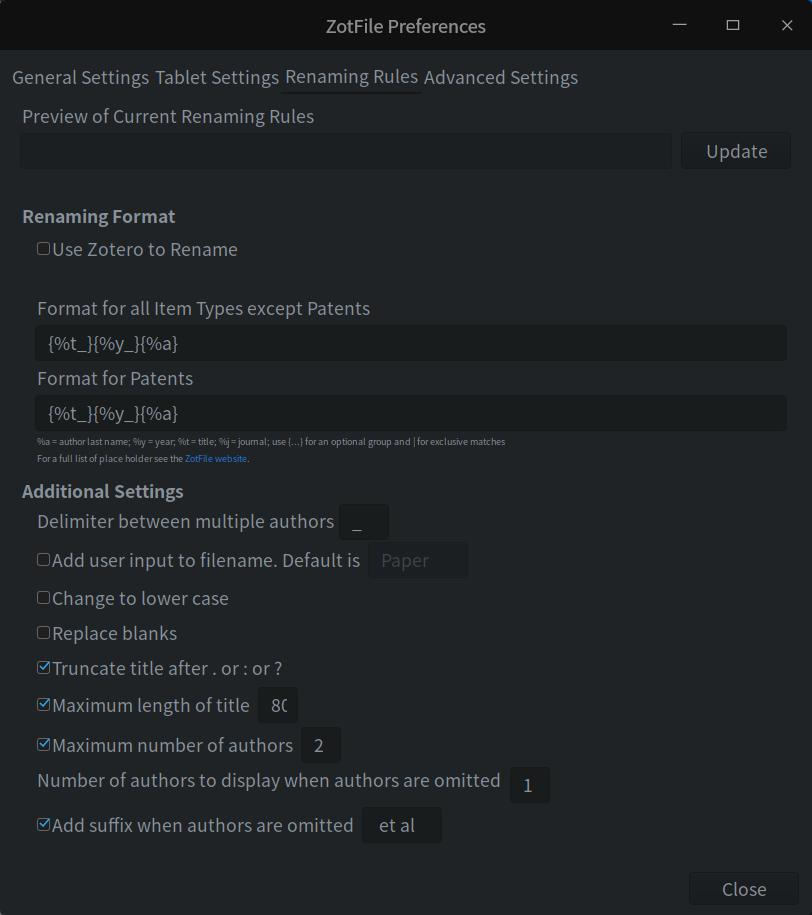 ZotFile Preferences
General Settings Tablet Settings Renaming Rules Advanced Settings
Preview of Current Renaming Rules
Update
Renaming Format
Use Zotero to Rename
Format for all Item Types except Patents
{%t_}{%y_}{%a}
Format for Patents
{%t_}{%y_}{%a}
%a = author last name; %y = year; %t = title; %j = journal; use {...} for an optional group and | for exclusive matches
For a full list of place holder see the ZotFile website.
Additional Settings
Delimiter between multiple authors _
Add user input to filename. Default is Paper
Change to lower case
Replace blanks
Truncate title after . or : or ?
Maximum length of title 80
Maximum number of authors 2
Number of authors to display when authors are omitted 1
Add suffix when authors are omitted et al
Close